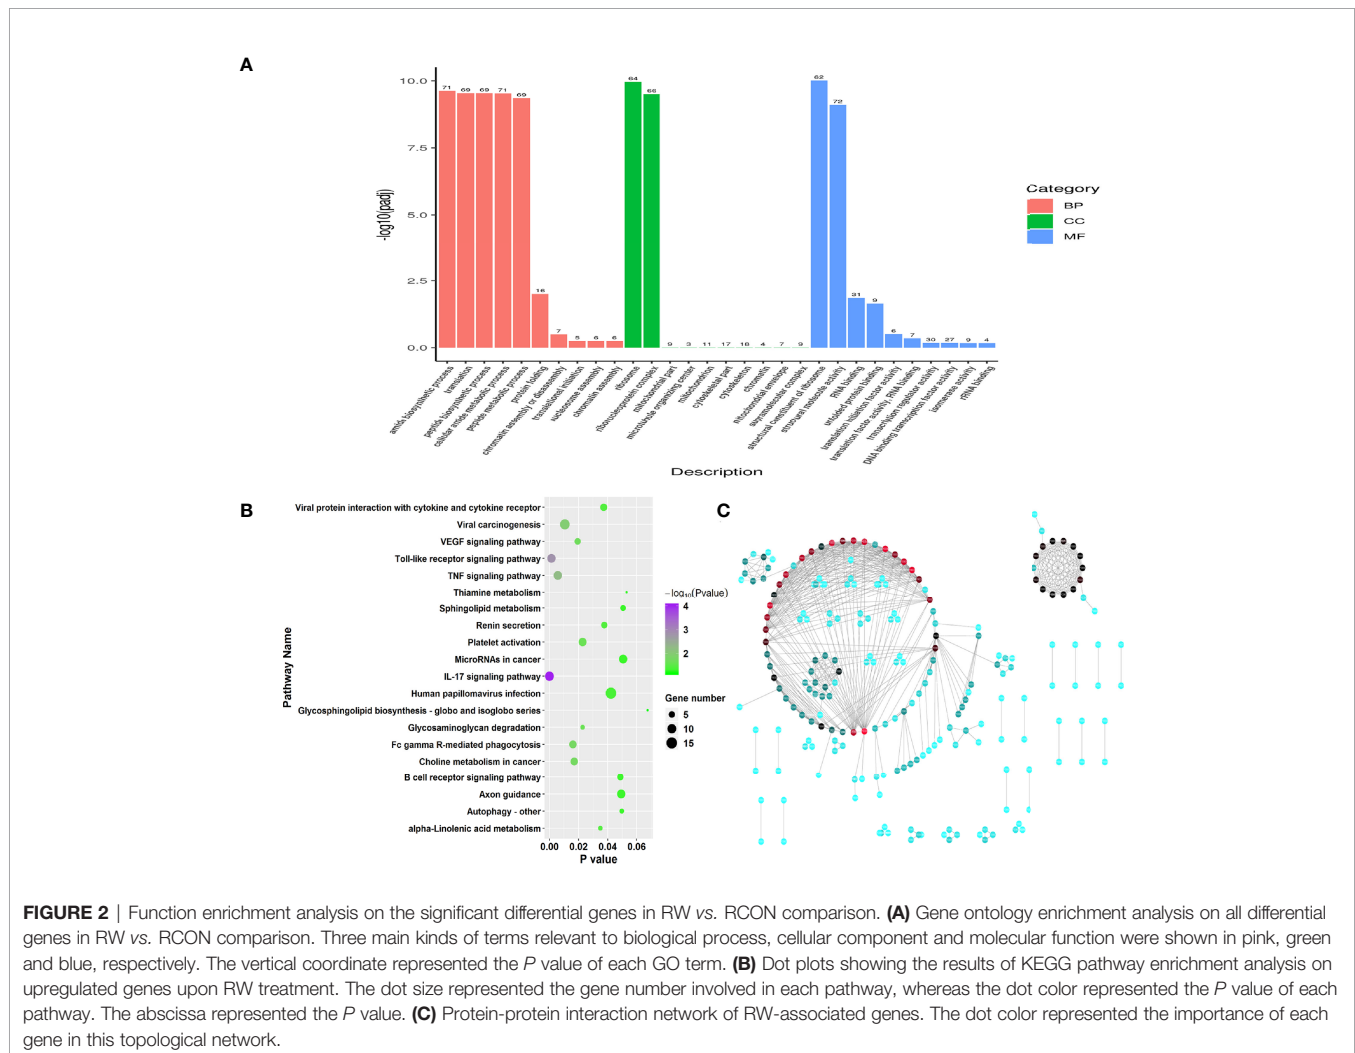 A
10.0
7.5
5.0
2.5
0.0
-log10(padj)
71
69
69
71
69
16
7
5
6
6
64
66
9
3
11
17
18
4
7
9
62
72
31
9
6
7
30
27
9
4
Category
BP
CC
MF
amide biosynthetic process
translation
peptide biosynthetic process
cellular amide metabolic process
peptide metabolic process
protein folding
chromatin assembly or disassembly
translational initiation
nucleosome assembly
chromatin assembly
ribosome
ribonucleoprotein complex
mitochondrial part
microtubule organizing center
mitochondrion
cytoskeletal part
cytoskeleton
chromatin
mitochondrial envelope
supramolecular complex
structural constituent of ribosome
structural molecule activity
RNA binding
unfolded protein binding
translation initiation factor activity
translation factor activity, RNA binding
transcription regulator activity
DNA binding transcription factor activity
isomerase activity
rRNA binding
Description
B
Pathway Name
Viral protein interaction with cytokine and cytokine receptor
Viral carcinogenesis
VEGF signaling pathway
Toll-like receptor signaling pathway
TNF signaling pathway
Thiamine metabolism
Sphingolipid metabolism
Renin secretion
Platelet activation
MicroRNAs in cancer
IL-17 signaling pathway
Human papillomavirus infection
Glycosphingolipid biosynthesis - globo and isoglobo series
Glycosaminoglycan degradation
Fc gamma R-mediated phagocytosis
Choline metabolism in cancer
B cell receptor signaling pathway
Axon guidance
Autophagy - other
alpha-Linolenic acid metabolism
0.00 0.02 0.04 0.06
P value
−log₁₀(Pvalue)
4
3
2
Gene number
5
10
15
C
FIGURE 2 | Function enrichment analysis on the significant differential genes in RW vs. RCON comparison. (A) Gene ontology enrichment analysis on all differential
genes in RW vs. RCON comparison. Three main kinds of terms relevant to biological process, cellular component and molecular function were shown in pink, green
and blue, respectively. The vertical coordinate represented the P value of each GO term. (B) Dot plots showing the results of KEGG pathway enrichment analysis on
upregulated genes upon RW treatment. The dot size represented the gene number involved in each pathway, whereas the dot color represented the P value of each
pathway. The abscissa represented the P value. (C) Protein-protein interaction network of RW-associated genes. The dot color represented the importance of each
gene in this topological network.